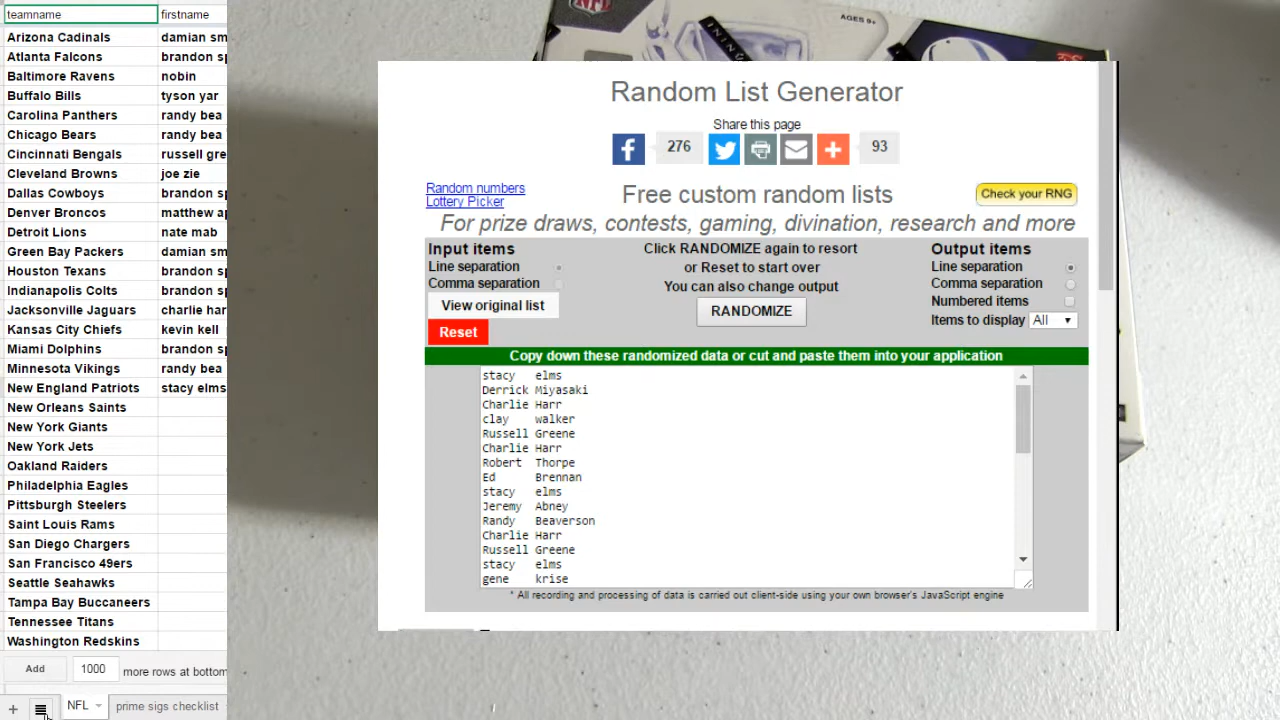 teamname firstname
Arizona Cadinals damian sm
Atlanta Falcons brandon sp
Baltimore Ravens nobin
Buffalo Bills tyson yar
Carolina Panthers randy bea
Chicago Bears randy bea
Cincinnati Bengals russell gre
Cleveland Browns joe zie
Dallas Cowboys brandon sp
Denver Broncos matthew ap
Detroit Lions nate mab
Green Bay Packers damian sm
Houston Texans brandon sp
Indianapolis Colts brandon sp
Jacksonville Jaguars charlie har
Kansas City Chiefs kevin kell
Miami Dolphins brandon sp
Minnesota Vikings randy bea
New England Patriots stacy elms
New Orleans Saints
New York Giants
New York Jets
Oakland Raiders
Philadelphia Eagles
Pittsburgh Steelers
Saint Louis Rams
San Diego Chargers
San Francisco 49ers
Seattle Seahawks
Tampa Bay Buccaneers
Tennessee Titans
Washington Redskins
Add 1000 more rows at bottom
+ NFL prime sigs checklist
NFL
AGES 9+
Random List Generator
Share this page
276 93
Random numbers
Lottery Picker
Free custom random lists
Check your RNG
For prize draws, contests, gaming, divination, research and more
Input items
Line separation
Comma separation
View original list
Reset
Click RANDOMIZE again to resort
or Reset to start over
You can also change output
RANDOMIZE
Output items
Line separation
Comma separation
Numbered items
Items to display All
Copy down these randomized data or cut and paste them into your application
stacy elms
Derrick Miyasaki
Charlie Harr
clay walker
Russell Greene
Charlie Harr
Robert Thorpe
Ed Brennan
stacy elms
Jeremy Abney
Randy Beaverson
Charlie Harr
Russell Greene
stacy elms
gene krise
* All recording and processing of data is carried out client-side using your own browser's JavaScript engine